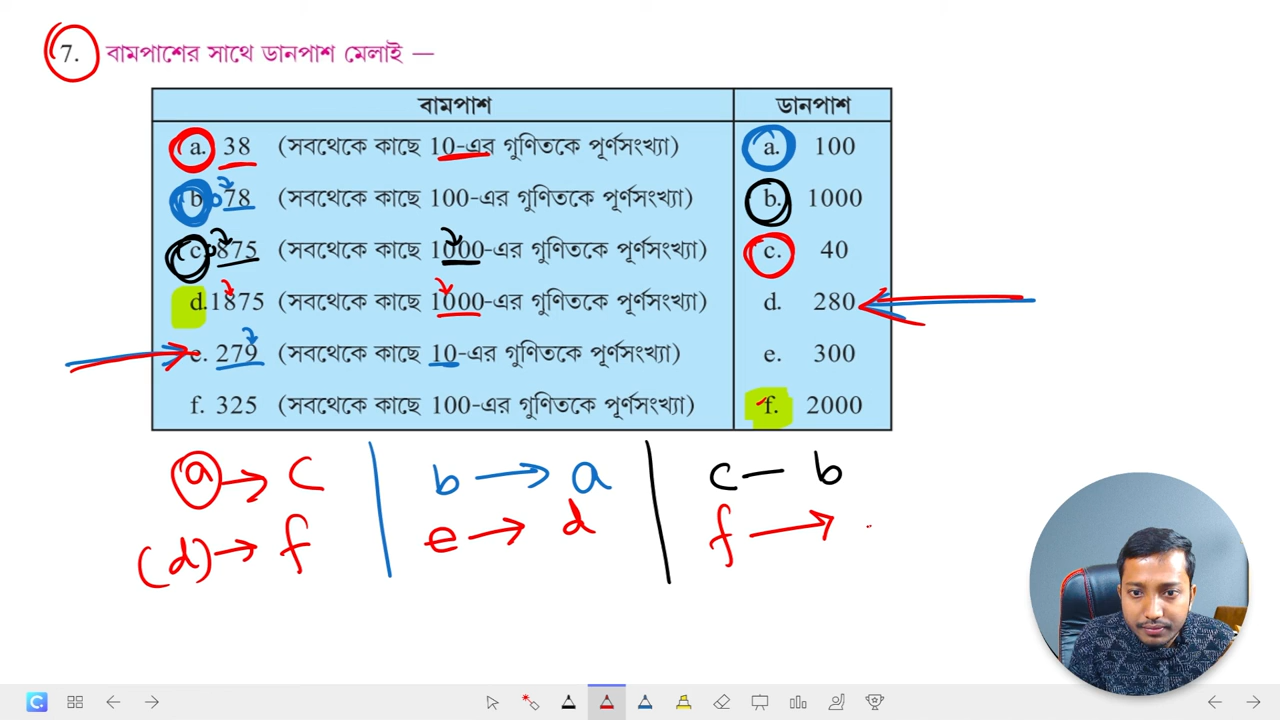 7. বামপাশের সাথে ডানপাশ মেলাই —
বামপাশ ডানপাশ
a. 38 (সবথেকে কাছে 10-এর গুণিতকে পূর্ণসংখ্যা) a. 100
b. 78 (সবথেকে কাছে 100-এর গুণিতকে পূর্ণসংখ্যা) b. 1000
c. 875 (সবথেকে কাছে 1000-এর গুণিতকে পূর্ণসংখ্যা) c. 40
d. 1875 (সবথেকে কাছে 1000-এর গুণিতকে পূর্ণসংখ্যা) d. 280
e. 279 (সবথেকে কাছে 10-এর গুণিতকে পূর্ণসংখ্যা) e. 300
f. 325 (সবথেকে কাছে 100-এর গুণিতকে পূর্ণসংখ্যা) f. 2000
a → c b → a c — b
(d) → f e → d f →